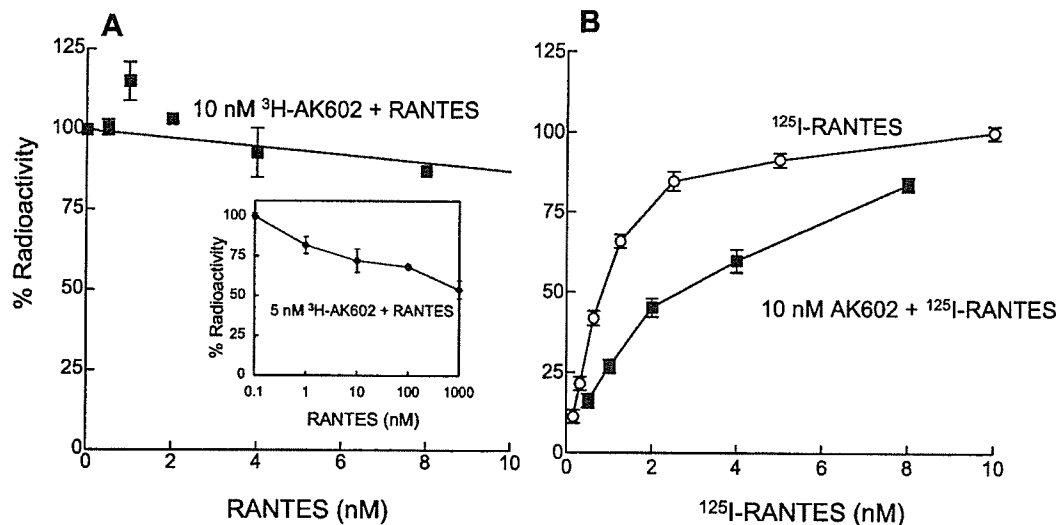 A
% Radioactivity
125
100
75
50
25
0
10 nM ³H-AK602 + RANTES
% Radioactivity
100
75
50
25
0
5 nM ³H-AK602 + RANTES
0.1 1 10 100 1000
RANTES (nM)
0 2 4 6 8 10
RANTES (nM)
B
125
100
75
50
25
0
¹²⁵I-RANTES
10 nM AK602 + ¹²⁵I-RANTES
0 2 4 6 8 10
¹²⁵I-RANTES (nM)